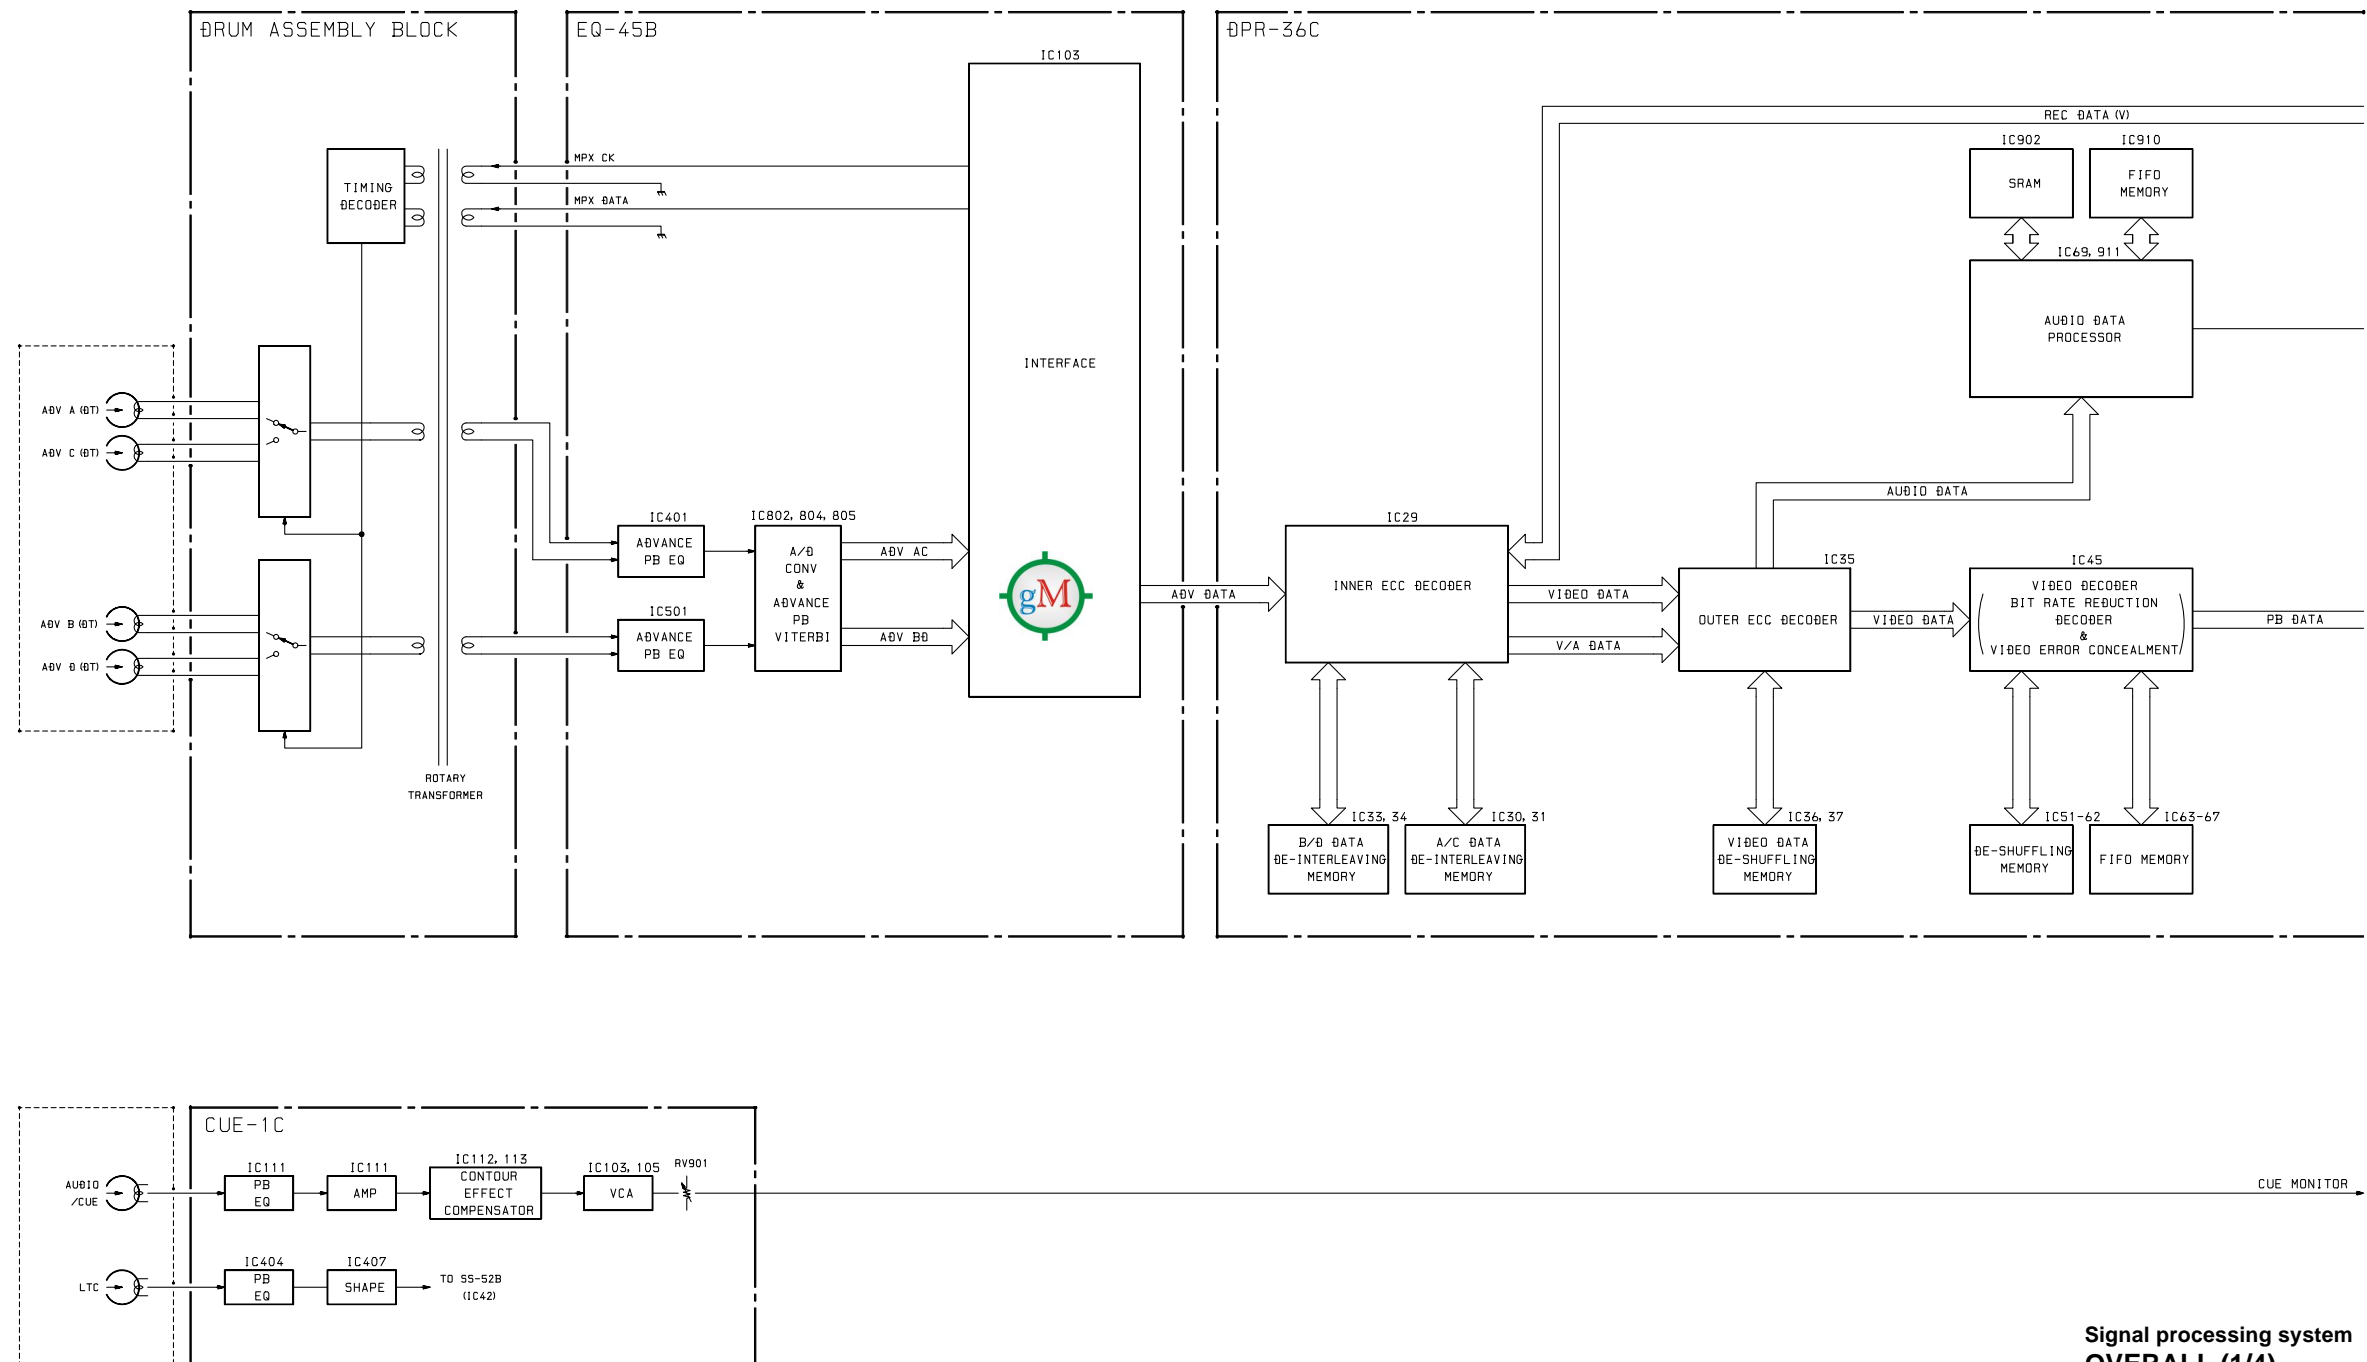 DRUM ASSEMBLY BLOCK
EQ-45B
DPR-36C
IC103
INTERFACE
REC DATA (V)
IC902
SRAM
IC910
FIFO
MEMORY
MPX CK
MPX DATA
TIMING
DECODER
IC69, 911
AUDIO DATA
PROCESSOR
ADV A (DT)
ADV C (DT)
AUDIO DATA
IC401
ADVANCE
PB EQ
IC802, 804, 805
A/D
CONV
&
ADVANCE
PB
VITERBI
ADV AC
IC29
INNER ECC DECODER
IC35
OUTER ECC DECODER
IC45
VIDEO DECODER
BIT RATE REDUCTION
DECODER
&
VIDEO ERROR CONCEALMENT
gM
ADV DATA
VIDEO DATA
VIDEO DATA
PB DATA
ADV B (DT)
ADV D (DT)
IC501
ADVANCE
PB EQ
ADV BD
V/A DATA
ROTARY
TRANSFORMER
IC33, 34
B/D DATA
DE-INTERLEAVING
MEMORY
IC30, 31
A/C DATA
DE-INTERLEAVING
MEMORY
IC36, 37
VIDEO DATA
DE-SHUFFLING
MEMORY
IC51-62
DE-SHUFFLING
MEMORY
IC63-67
FIFO MEMORY
CUE-1C
AUDIO
/CUE
IC111
PB
EQ
IC111
AMP
IC112, 113
CONTOUR
EFFECT
COMPENSATOR
IC103, 105
VCA
RV901
CUE MONITOR
LTC
IC404
PB
EQ
IC407
SHAPE
TO SS-52B
(IC42)
Signal processing system
OVERALL (1/4)